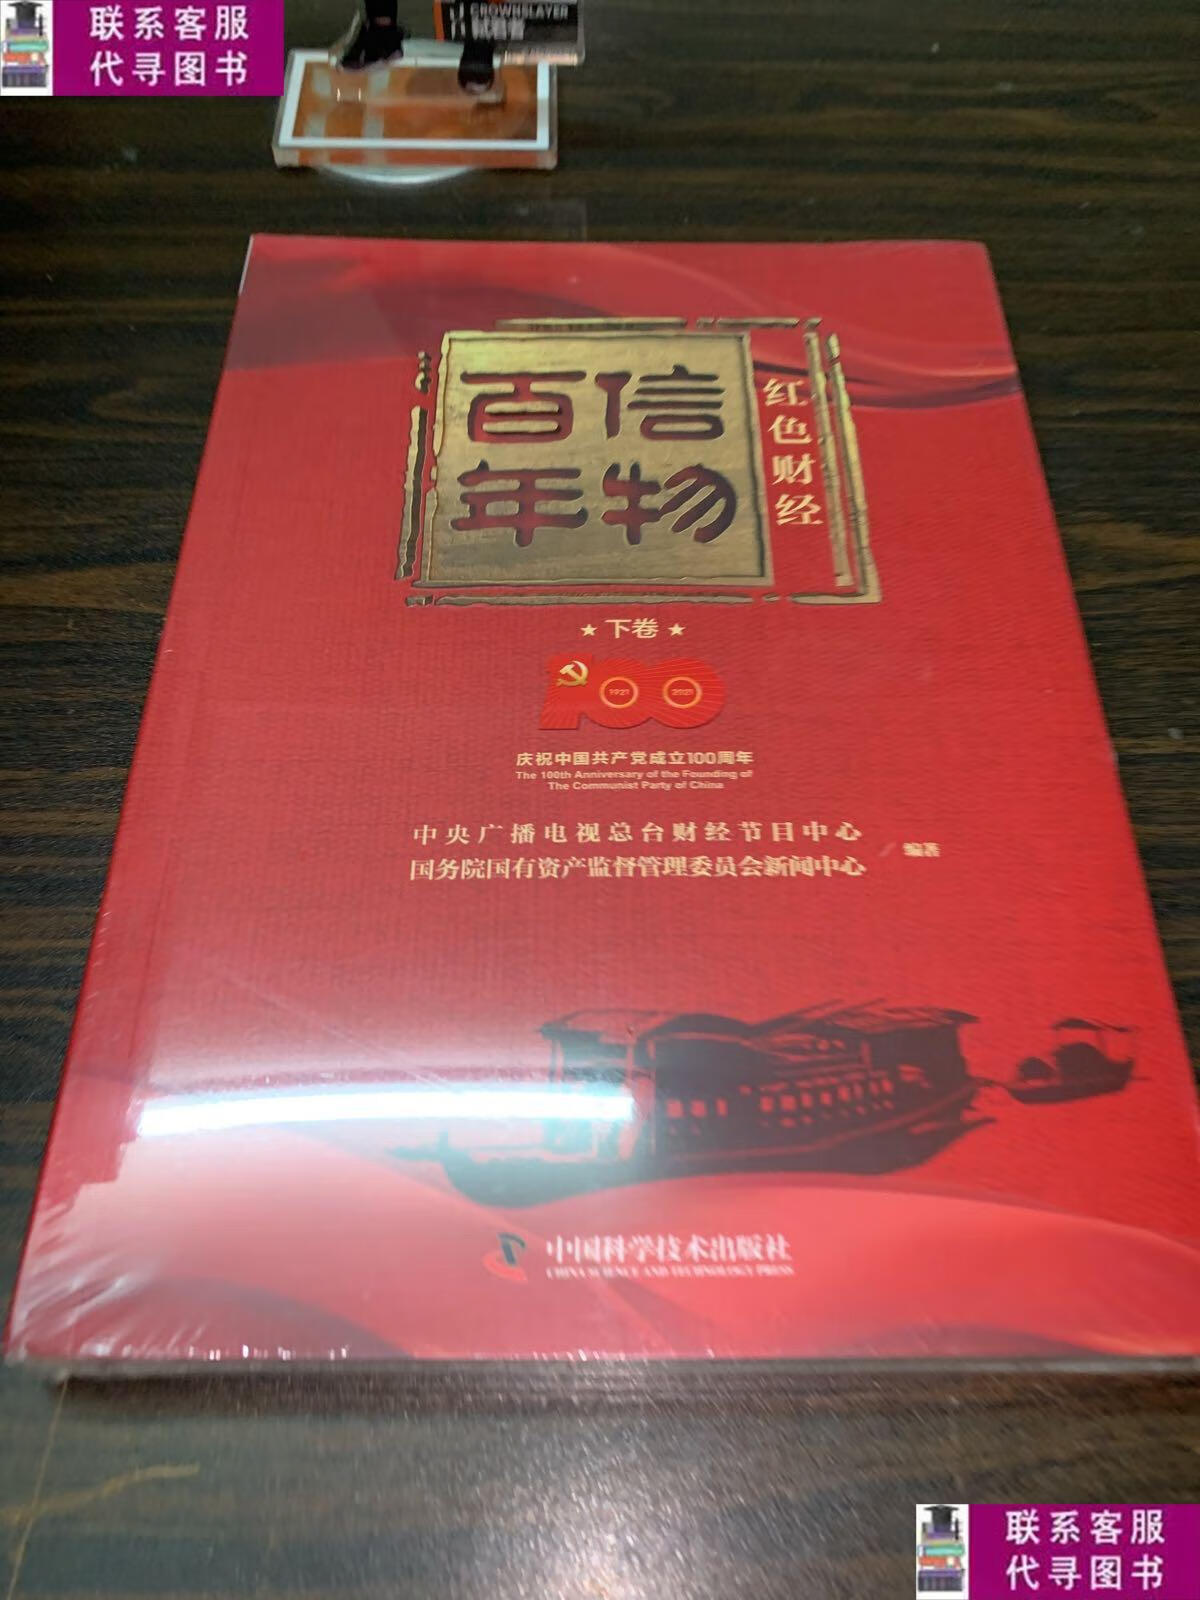 联系客服
代寻图书
CROWNSLAYER
弑君者
百年
信物
红色财经
★ 下卷 ★
100
1921
2021
庆祝中国共产党成立100周年
The 100th Anniversary of the Founding of
The Communist Party of China
中央广播电视总台财经节目中心
国务院国有资产监督管理委员会新闻中心
/ 编著
中国科学技术出版社
CHINA SCIENCE AND TECHNOLOGY PRESS
联系客服
代寻图书